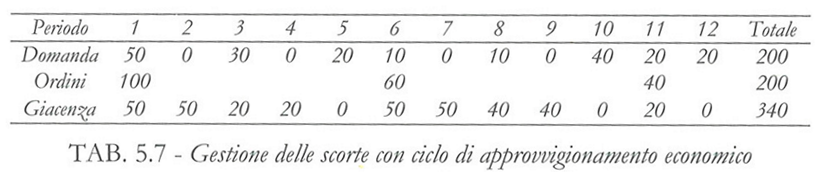 Periodo 1 2 3 4 5 6 7 8 9 10 11 12 Totale
Domanda 50 0 30 0 20 10 0 10 0 40 20 20 200
Ordini 100 60 40 200
Giacenza 50 50 20 20 0 50 50 40 40 0 20 0 340
TAB. 5.7 - Gestione delle scorte con ciclo di approvvigionamento economico